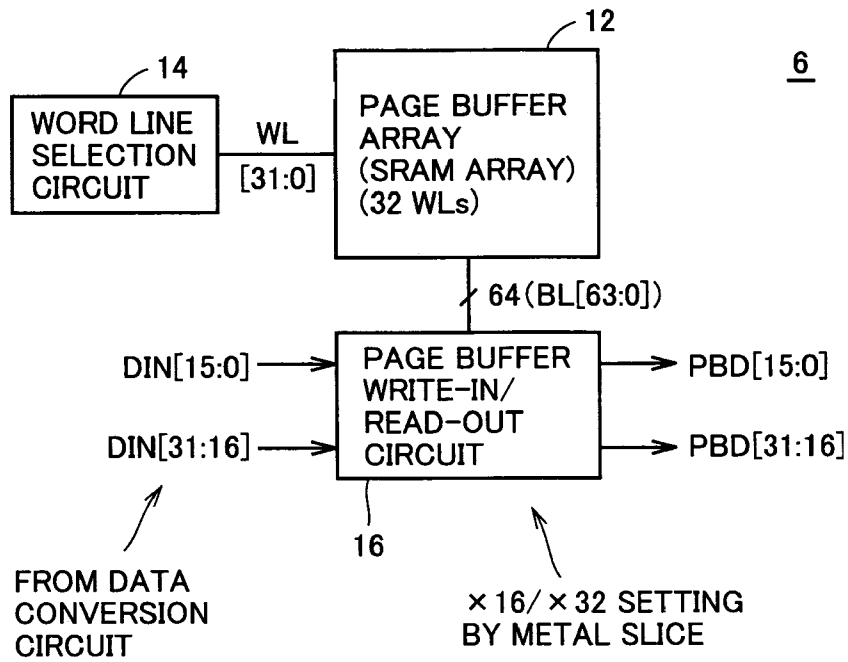 12
6
14
WORD LINE
SELECTION
CIRCUIT
WL
[31:0]
PAGE BUFFER
ARRAY
(SRAM ARRAY)
(32 WLs)
64(BL[63:0])
DIN[15:0]
DIN[31:16]
PAGE BUFFER
WRITE-IN/
READ-OUT
CIRCUIT
PBD[15:0]
PBD[31:16]
16
FROM DATA
CONVERSION
CIRCUIT
×16/×32 SETTING
BY METAL SLICE